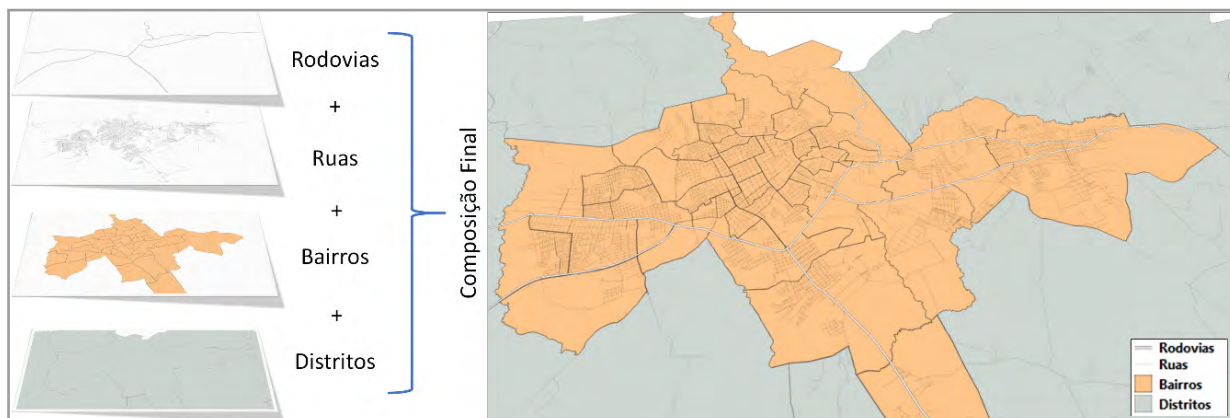 Rodovias
+
Ruas
+
Bairros
+
Distritos
Composição Final
Rodovias
Ruas
Bairros
Distritos